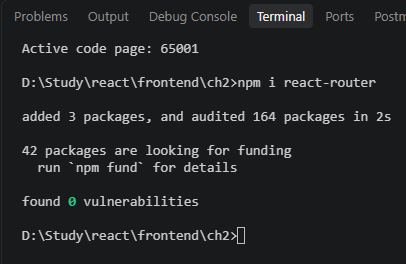 Problems Output Debug Console Terminal Ports Postm
Active code page: 65001
D:\Study\react\frontend\ch2>npm i react-router
added 3 packages, and audited 164 packages in 2s
42 packages are looking for funding
  run `npm fund` for details
found 0 vulnerabilities
D:\Study\react\frontend\ch2>